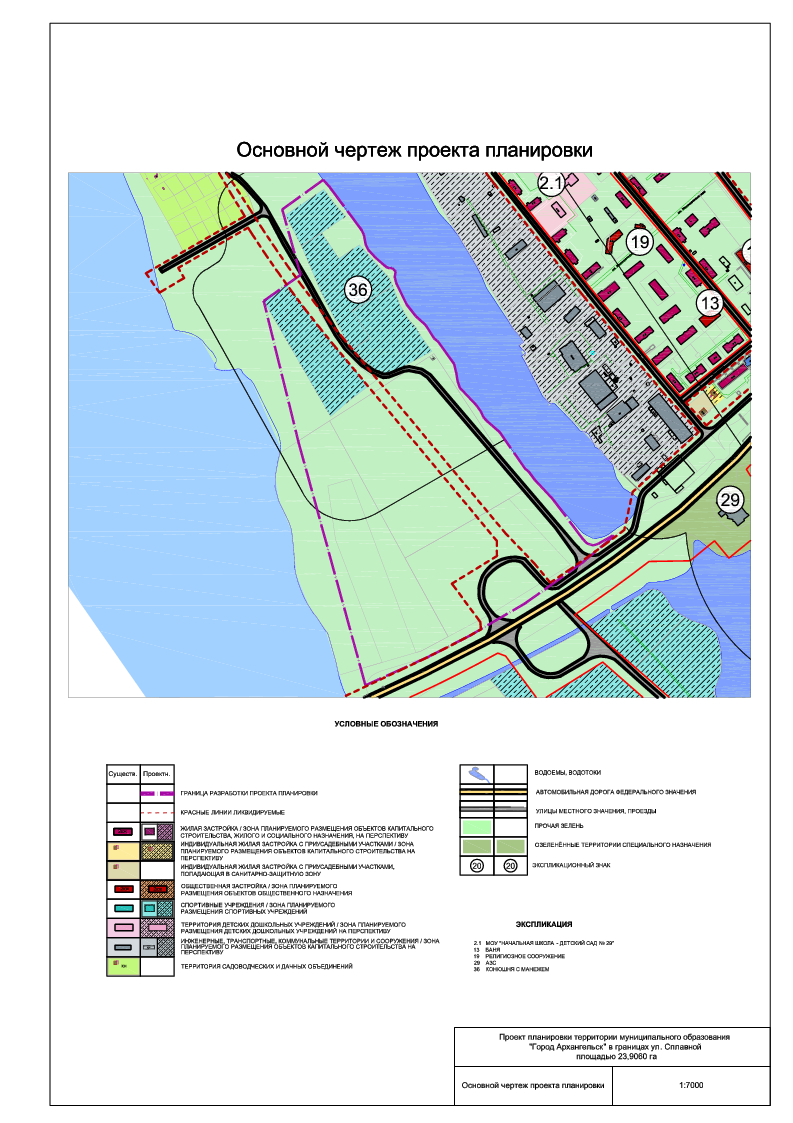 Основной чертеж проекта планировки
2.1
19
36
13
29
УСЛОВНЫЕ ОБОЗНАЧЕНИЯ
Существ.
Проектн.
ГРАНИЦА РАЗРАБОТКИ ПРОЕКТА ПЛАНИРОВКИ
КРАСНЫЕ ЛИНИИ ЛИКВИДИРУЕМЫЕ
ЖИЛАЯ ЗАСТРОЙКА / ЗОНА ПЛАНИРУЕМОГО РАЗМЕЩЕНИЯ ОБЪЕКТОВ КАПИТАЛЬНОГО
СТРОИТЕЛЬСТВА, ЖИЛОГО И СОЦИАЛЬНОГО НАЗНАЧЕНИЯ, НА ПЕРСПЕКТИВУ
ИНДИВИДУАЛЬНАЯ ЖИЛАЯ ЗАСТРОЙКА С ПРИУСАДЕБНЫМИ УЧАСТКАМИ / ЗОНА
ПЛАНИРУЕМОГО РАЗМЕЩЕНИЯ ОБЪЕКТОВ КАПИТАЛЬНОГО СТРОИТЕЛЬСТВА НА
ПЕРСПЕКТИВУ
ИНДИВИДУАЛЬНАЯ ЖИЛАЯ ЗАСТРОЙКА С ПРИУСАДЕБНЫМИ УЧАСТКАМИ,
ПОПАДАЮЩАЯ В САНИТАРНО-ЗАЩИТНУЮ ЗОНУ
ОБЩЕСТВЕННАЯ ЗАСТРОЙКА / ЗОНА ПЛАНИРУЕМОГО
РАЗМЕЩЕНИЯ ОБЪЕКТОВ ОБЩЕСТВЕННОГО НАЗНАЧЕНИЯ
СПОРТИВНЫЕ УЧРЕЖДЕНИЯ / ЗОНА ПЛАНИРУЕМОГО
РАЗМЕЩЕНИЯ СПОРТИВНЫХ УЧРЕЖДЕНИЙ
ТЕРРИТОРИЯ ДЕТСКИХ ДОШКОЛЬНЫХ УЧРЕЖДЕНИЙ / ЗОНА ПЛАНИРУЕМОГО
РАЗМЕЩЕНИЯ ДЕТСКИХ ДОШКОЛЬНЫХ УЧРЕЖДЕНИЙ НА ПЕРСПЕКТИВУ
ИНЖЕНЕРНЫЕ, ТРАНСПОРТНЫЕ, КОММУНАЛЬНЫЕ ТЕРРИТОРИИ И СООРУЖЕНИЯ / ЗОНА
ПЛАНИРУЕМОГО РАЗМЕЩЕНИЯ ОБЪЕКТОВ КАПИТАЛЬНОГО СТРОИТЕЛЬСТВА НА
ПЕРСПЕКТИВУ
ТЕРРИТОРИЯ САДОВОДЧЕСКИХ И ДАЧНЫХ ОБЪЕДИНЕНИЙ
ВОДОЕМЫ, ВОДОТОКИ
АВТОМОБИЛЬНАЯ ДОРОГА ФЕДЕРАЛЬНОГО ЗНАЧЕНИЯ
УЛИЦЫ МЕСТНОГО ЗНАЧЕНИЯ, ПРОЕЗДЫ
ПРОЧАЯ ЗЕЛЕНЬ
ОЗЕЛЕНЁННЫЕ ТЕРРИТОРИИ СПЕЦИАЛЬНОГО НАЗНАЧЕНИЯ
20
20
ЭКСПЛИКАЦИОННЫЙ ЗНАК
ЭКСПЛИКАЦИЯ
2.1 МОУ "НАЧАЛЬНАЯ ШКОЛА - ДЕТСКИЙ САД № 29"
13 БАНЯ
19 РЕЛИГИОЗНОЕ СООРУЖЕНИЕ
29 АЗС
36 КОНЮШНЯ С МАНЕЖЕМ
Проект планировки территории муниципального образования
"Город Архангельск" в границах ул. Сплавной
площадью 23,9060 га
Основной чертеж проекта планировки
1:7000